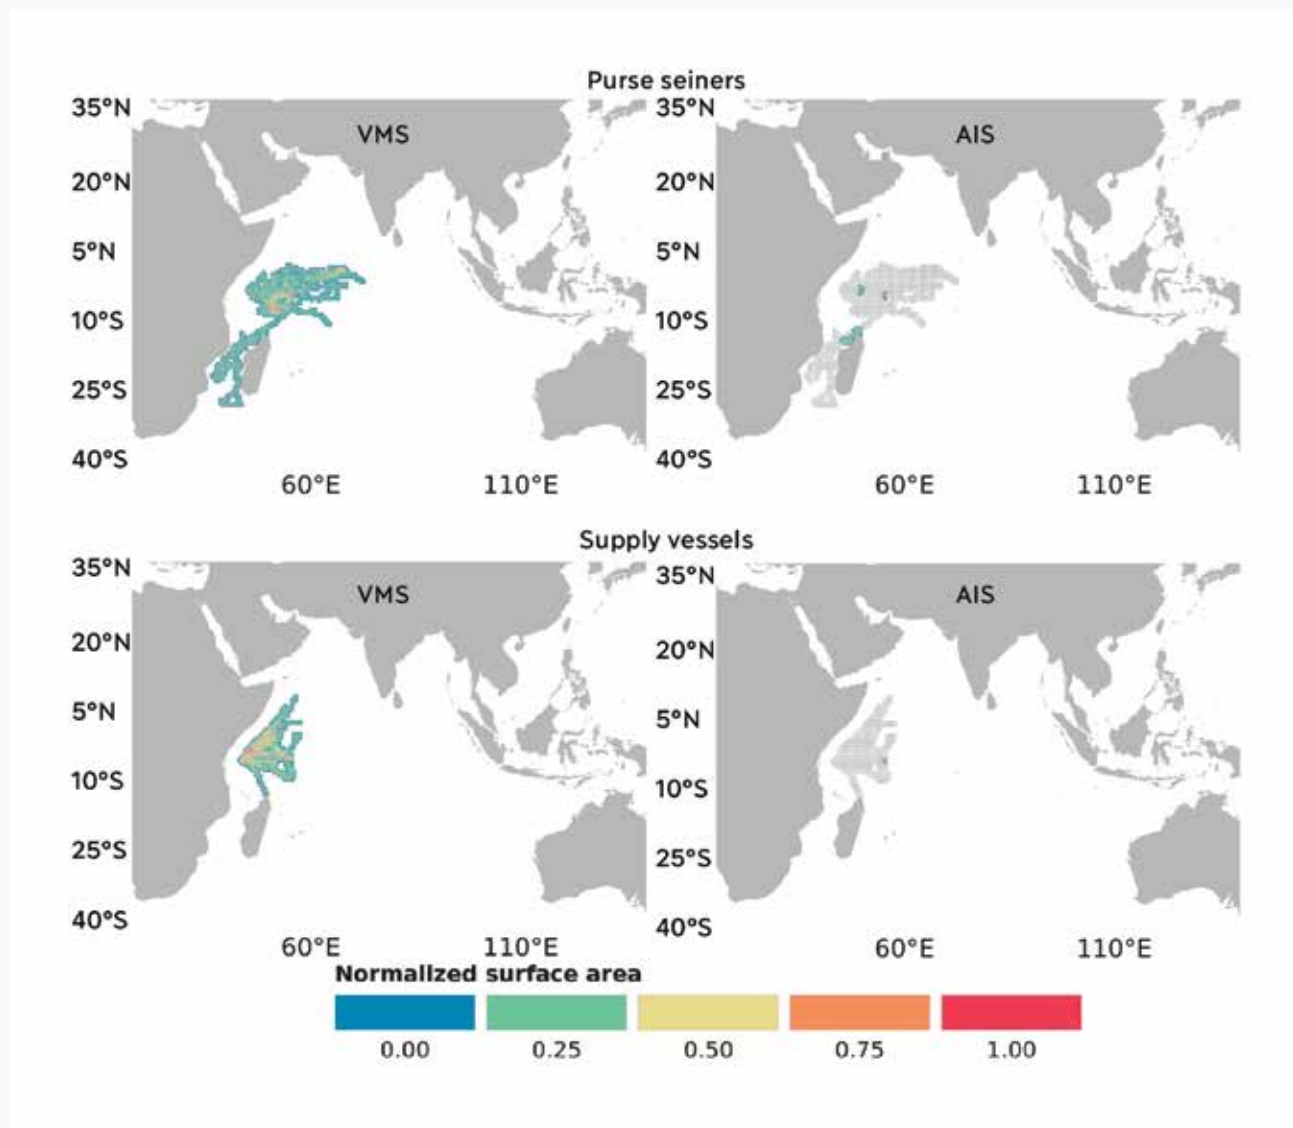 Purse seiners
35°N 35°N
VMS AIS
20°N 20°N
5°N 5°N
10°S 10°S
25°S 25°S
40°S 40°S
60°E 110°E 60°E 110°E
Supply vessels
35°N 35°N
VMS AIS
20°N 20°N
5°N 5°N
10°S 10°S
25°S 25°S
40°S 40°S
60°E 110°E 60°E 110°E
Normalized surface area
0.00 0.25 0.50 0.75 1.00